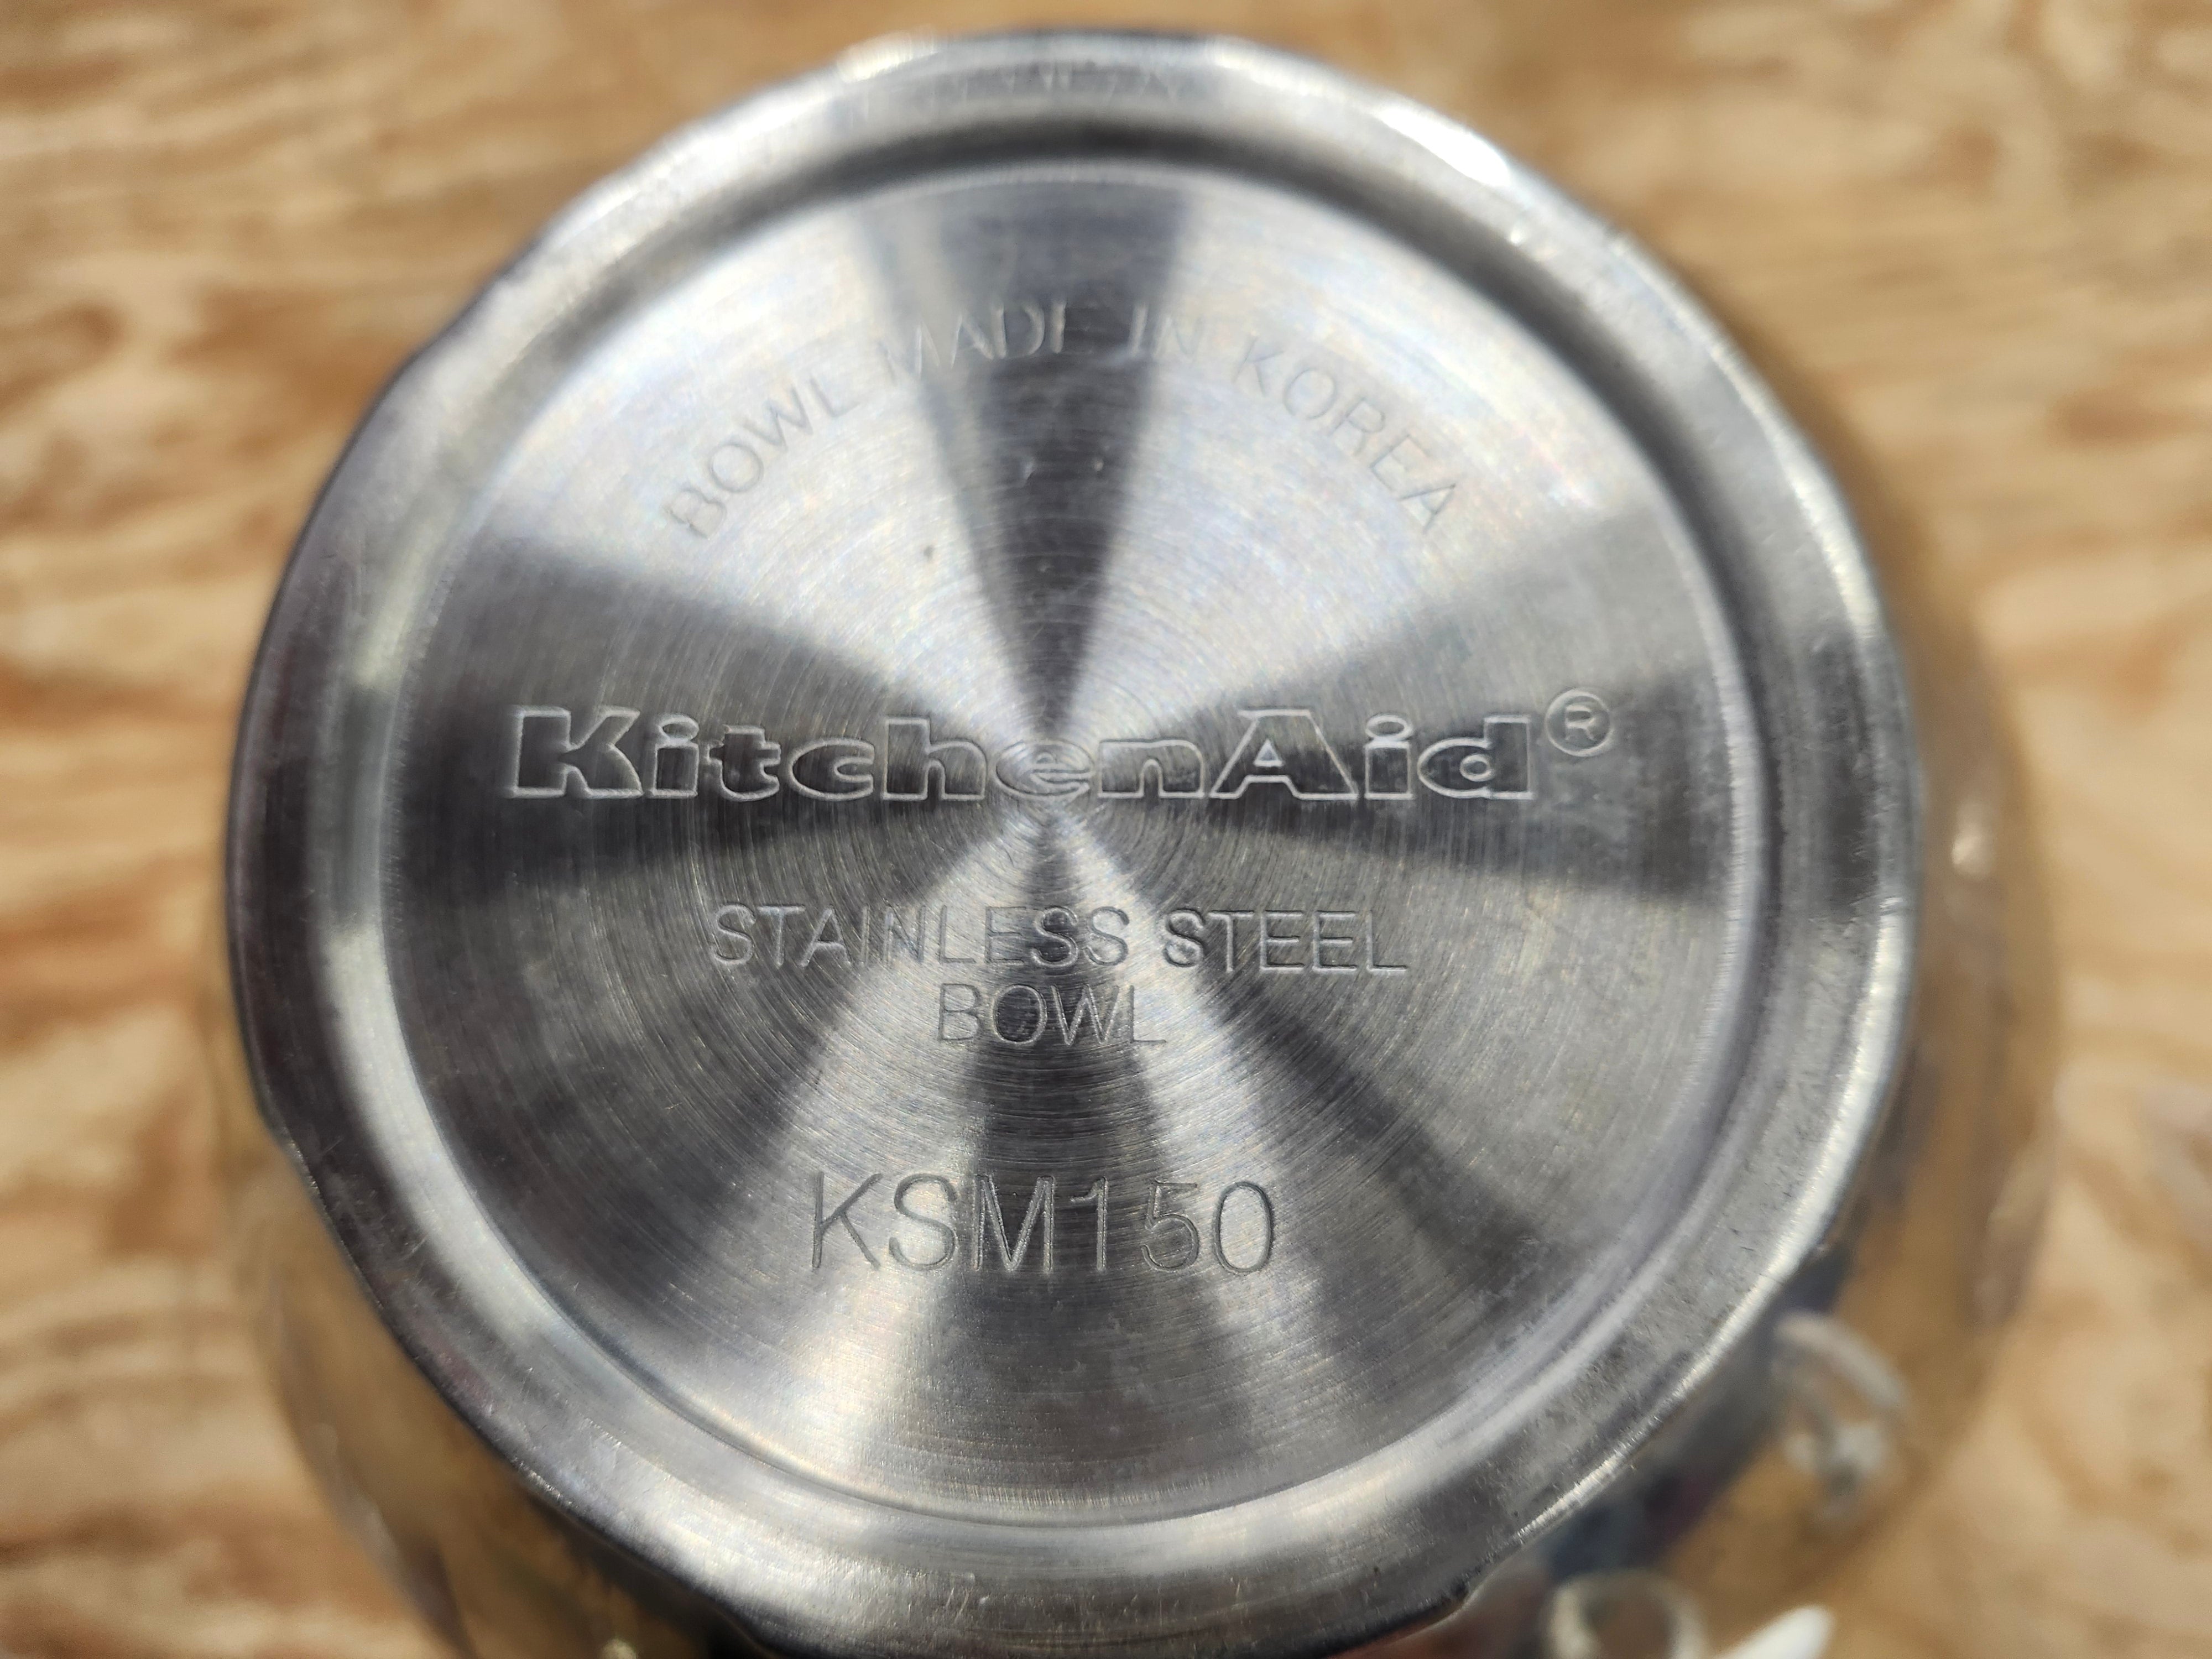 BOWL MADE IN KOREA
KitchenAid®
STAINLESS STEEL
BOWL
KSM150